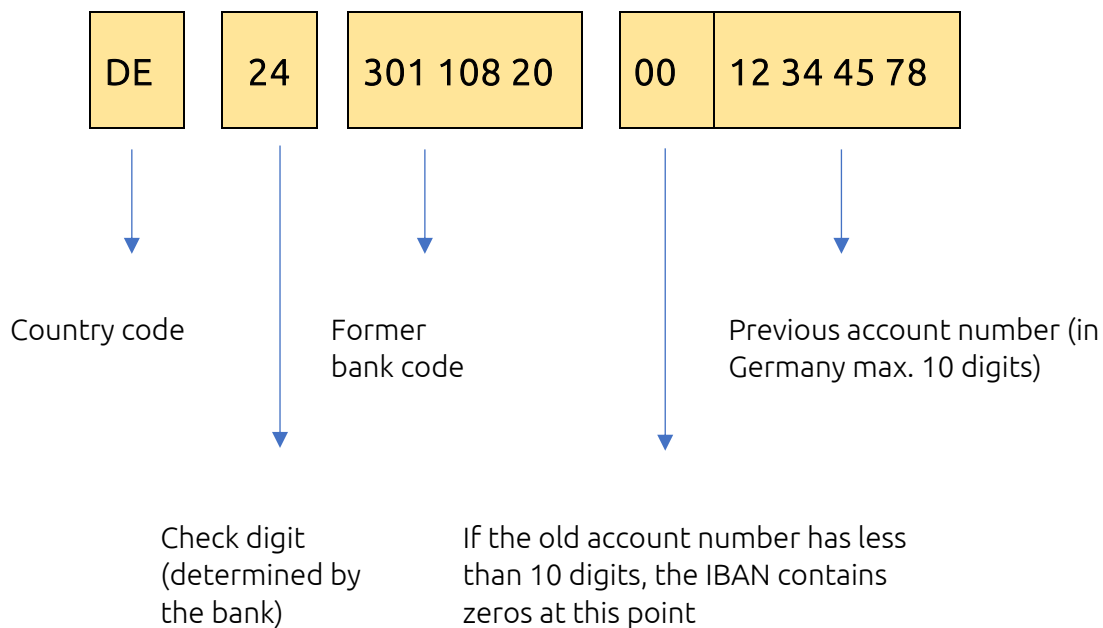 DE 24 301 108 20 00 12 34 45 78
Country code
Former
bank code
Previous account number (in
Germany max. 10 digits)
Check digit
(determined by
the bank)
If the old account number has less
than 10 digits, the IBAN contains
zeros at this point